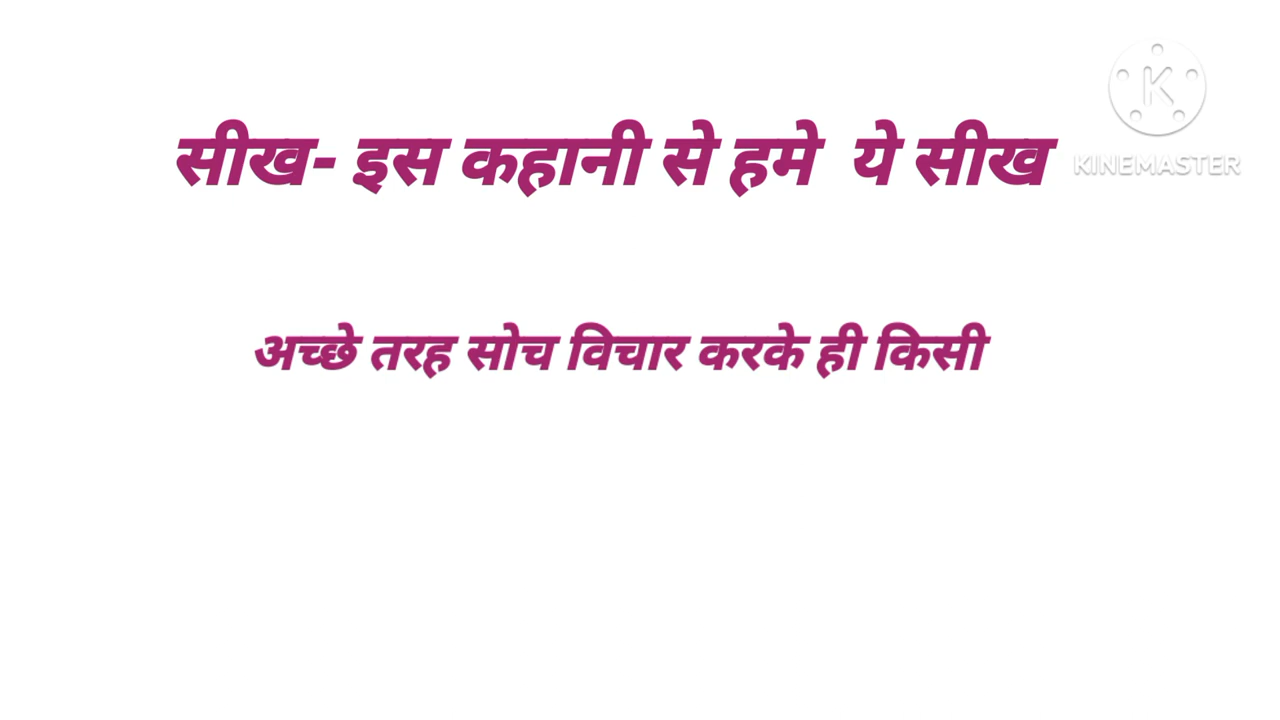 सीख- इस कहानी से हमे ये सीख
KINEMASTER
अच्छे तरह सोच विचार करके ही किसी